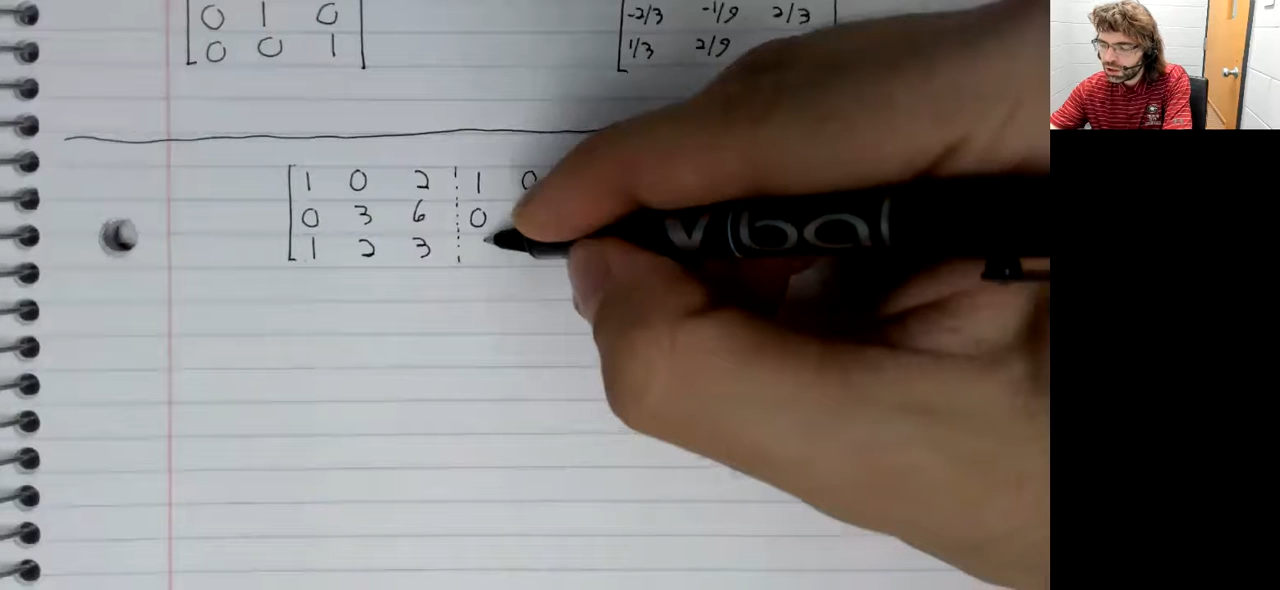 0 1 0 -2/3 -1/9 2/3
0 0 1 1/3 2/9
1 0 2 1 0
0 3 6 0
1 2 3
vibal